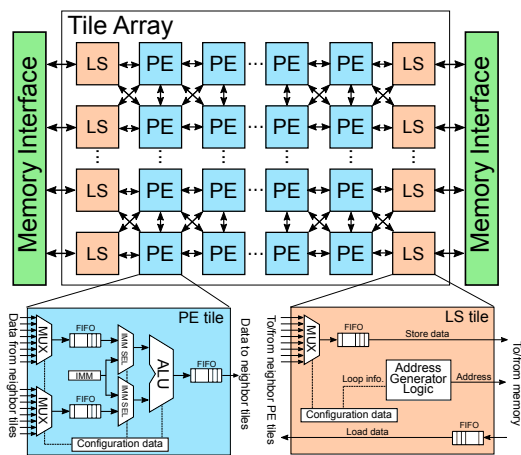 Tile Array
Memory Interface
LS PE PE PE PE LS
LS PE PE PE PE LS
LS PE PE PE PE LS
LS PE PE PE PE LS
Memory Interface
PE tile
Data from neighbor tiles
MUX
FIFO
IMM SEL
IMM
ALU
FIFO
MUX
FIFO
IMM SEL
Configuration data
Data to neighbor tiles
LS tile
To/from neighbor PE tiles
MUX
FIFO
Store data
Loop info.
Address Generator Logic
Address
Configuration data
Load data
FIFO
To/from memory